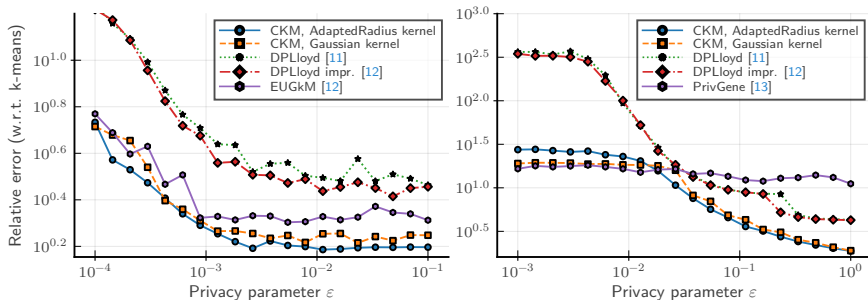 Relative error (w.r.t. k-means)
10^1.0
10^0.8
10^0.6
10^0.4
10^0.2
CKM, AdaptedRadius kernel
CKM, Gaussian kernel
DPLloyd [11]
DPLloyd impr. [12]
EUGkM [12]
10^−4
10^−3
10^−2
10^−1
Privacy parameter ε
10^3.0
10^2.5
10^2.0
10^1.5
10^1.0
10^0.5
CKM, AdaptedRadius kernel
CKM, Gaussian kernel
DPLloyd [11]
DPLloyd impr. [12]
PrivGene [13]
10^−3
10^−2
10^−1
10^0
Privacy parameter ε